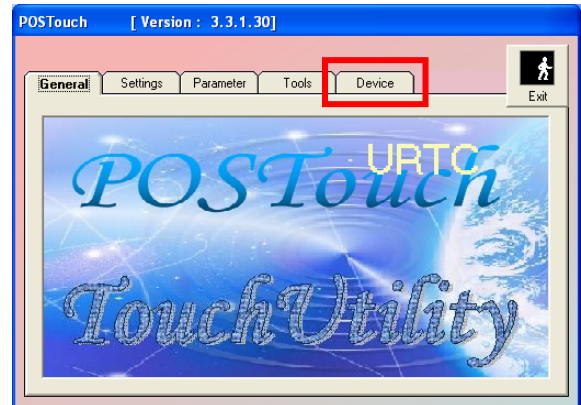 POSTouch [ Version : 3.3.1.30]
General Settings Parameter Tools Device
Exit
URTC
POSTouch
TouchUtility